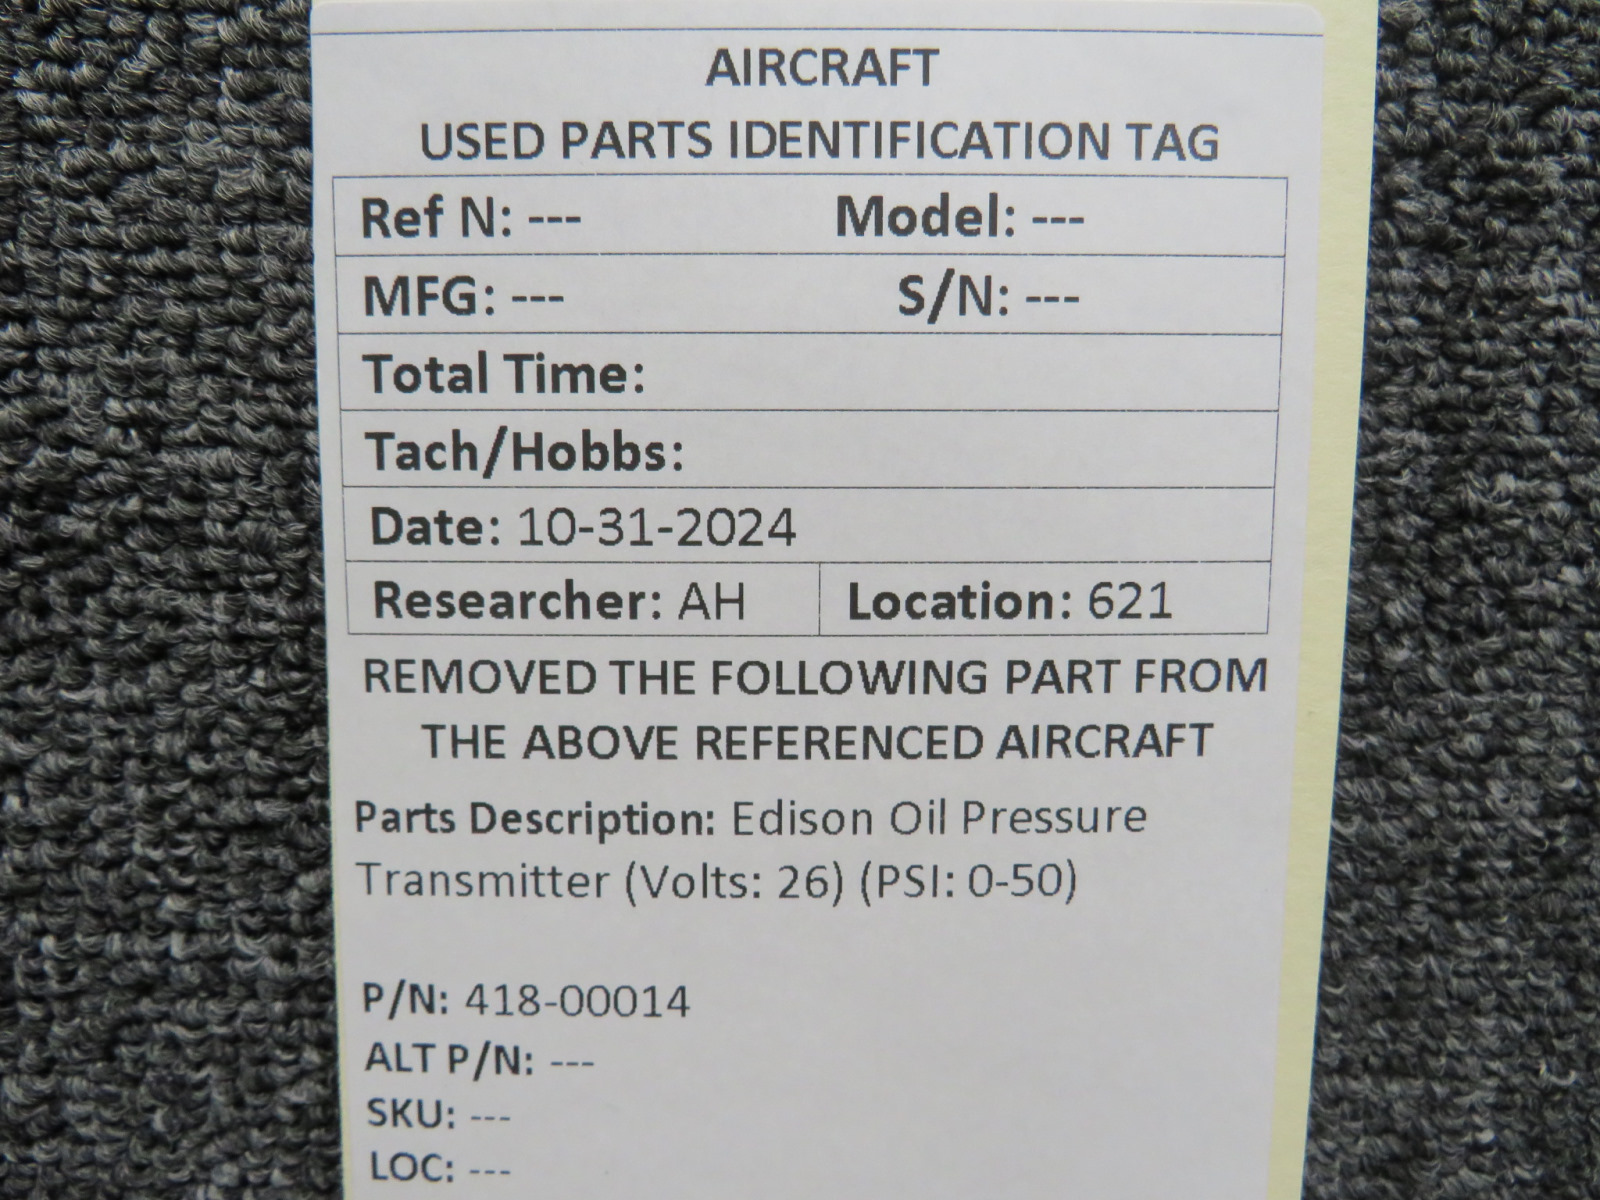 AIRCRAFT
USED PARTS IDENTIFICATION TAG
Ref N: --- Model: ---
MFG: --- S/N: ---
Total Time:
Tach/Hobbs:
Date: 10-31-2024
Researcher: AH Location: 621
REMOVED THE FOLLOWING PART FROM
THE ABOVE REFERENCED AIRCRAFT
Parts Description: Edison Oil Pressure
Transmitter (Volts: 26) (PSI: 0-50)
P/N: 418-00014
ALT P/N: ---
SKU: ---
LOC: ---